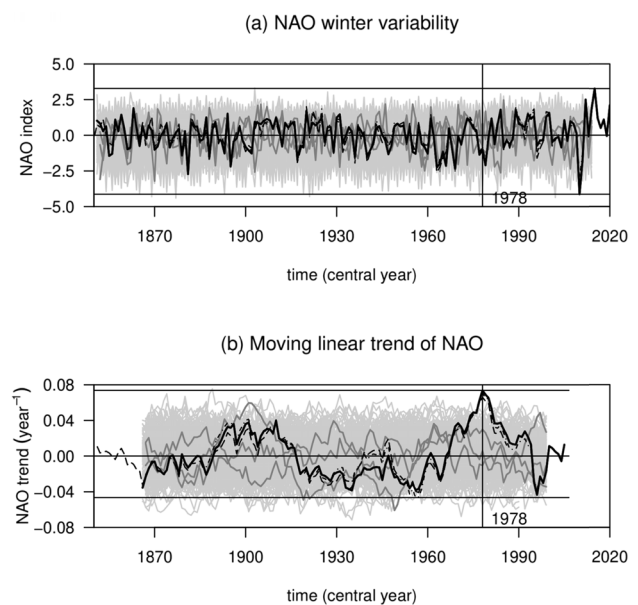 (a) NAO winter variability
NAO index
5.0
2.5
0.0
−2.5
−5.0
1978
1870 1900 1930 1960 1990 2020
time (central year)
(b) Moving linear trend of NAO
NAO trend (year⁻¹)
0.08
0.04
0.00
−0.04
−0.08
1978
1870 1900 1930 1960 1990 2020
time (central year)